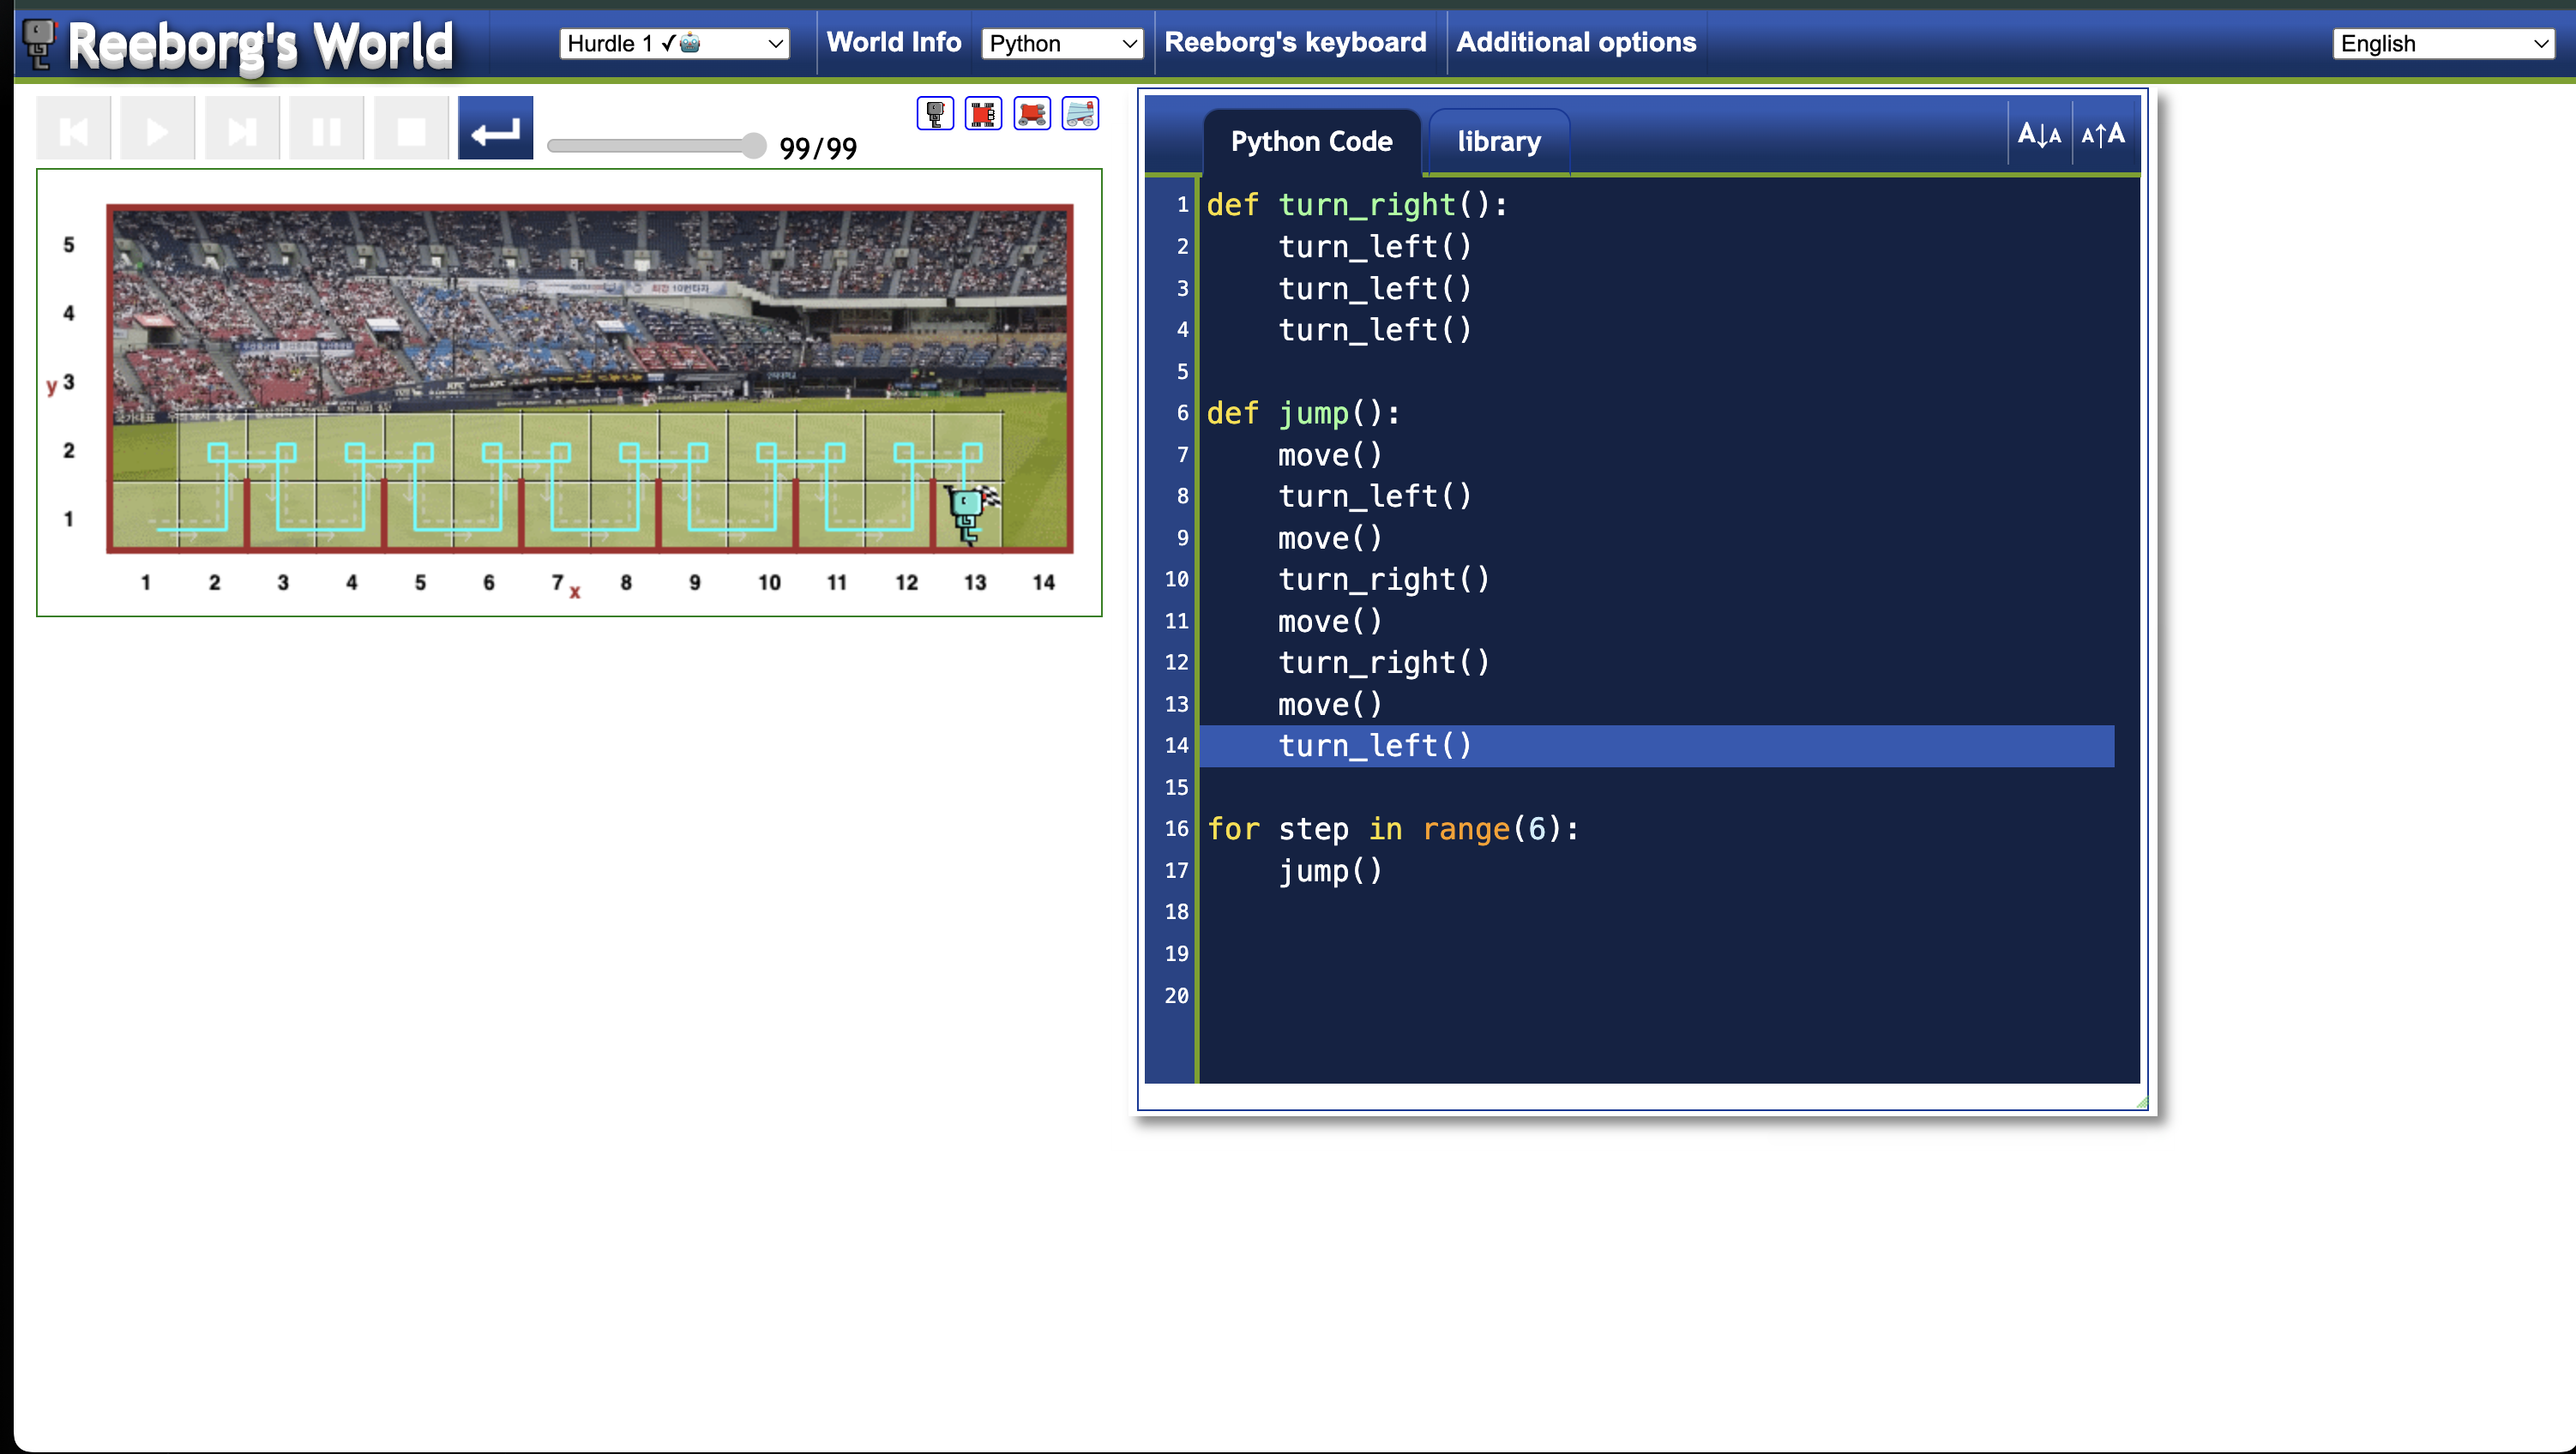 Reeborg's World
Hurdle 1 ✓🤖
World Info
Python
Reeborg's keyboard
Additional options
English
99/99
Python Code
library
A↓A
A↑A
5
4
y 3
2
1
1 2 3 4 5 6 7 x 8 9 10 11 12 13 14
1 def turn_right():
2     turn_left()
3     turn_left()
4     turn_left()
5
6 def jump():
7     move()
8     turn_left()
9     move()
10     turn_right()
11     move()
12     turn_right()
13     move()
14     turn_left()
15
16 for step in range(6):
17     jump()
18
19
20